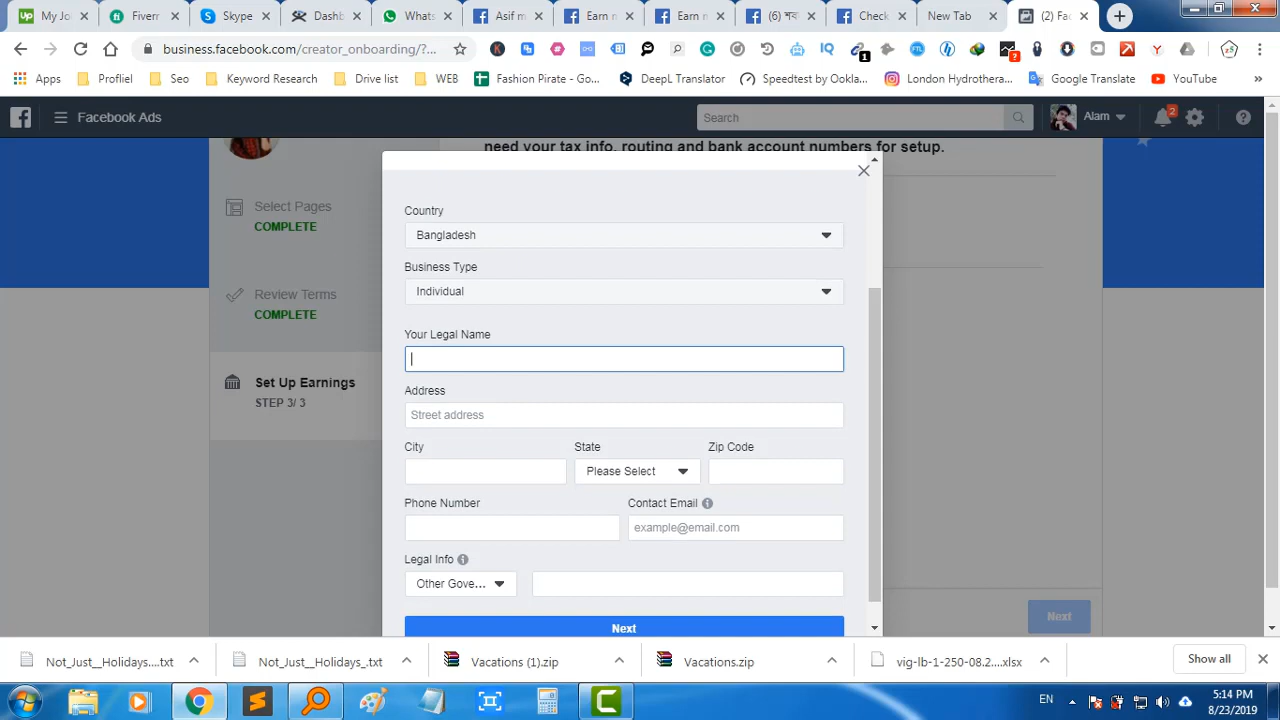 My Jo
Fiverr
Skype
Dashb
Whats
Asif m
Earn n
Earn n
Check
New Tab
(2) Fac
business.facebook.com/creator_onboarding/?...
Apps
Profliel
Seo
Keyword Research
Drive list
WEB
Fashion Pirate - Go...
DeepL Translator
Speedtest by Ookla...
London Hydrothera...
Google Translate
YouTube
»
Facebook Ads
Search
Alam
2
need your tax info, routing and bank account numbers for setup.
Select Pages
COMPLETE
Review Terms
COMPLETE
Set Up Earnings
STEP 3/ 3
Country
Bangladesh
Business Type
Individual
Your Legal Name
Address
Street address
City
State
Zip Code
Please Select
Phone Number
Contact Email
example@email.com
Legal Info
Other Gove...
Next
Next
Not_Just__Holidays....txt
Not_Just__Holidays_.txt
Vacations (1).zip
Vacations.zip
vig-lb-1-250-08.2....xlsx
Show all
EN
5:14 PM
8/23/2019